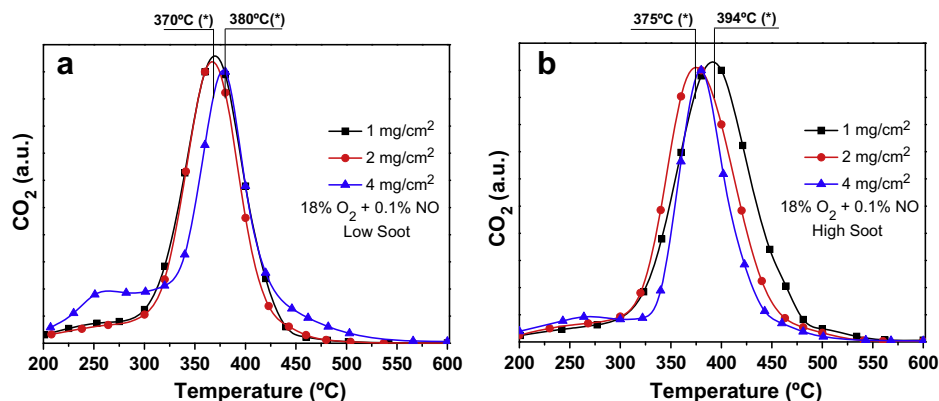 370ºC (*)
380ºC(*)
a
1 mg/cm²
2 mg/cm²
4 mg/cm²
18% O₂ + 0.1% NO
Low Soot
CO₂ (a.u.)
200 250 300 350 400 450 500 550 600
Temperature (ºC)
375ºC (*)
394ºC (*)
b
1 mg/cm²
2 mg/cm²
4 mg/cm²
18% O₂ + 0.1% NO
High Soot
CO₂ (a.u.)
200 250 300 350 400 450 500 550 600
Temperature (ºC)